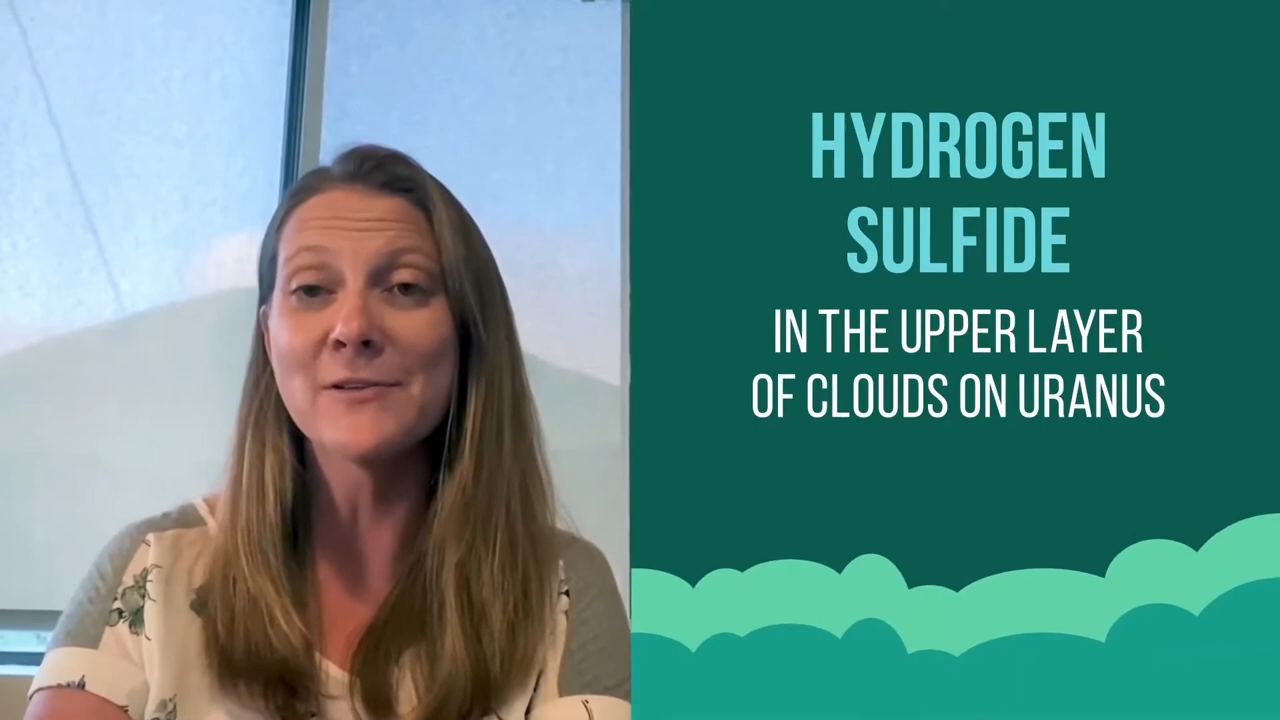 HYDROGEN
SULFIDE
IN THE UPPER LAYER
OF CLOUDS ON URANUS